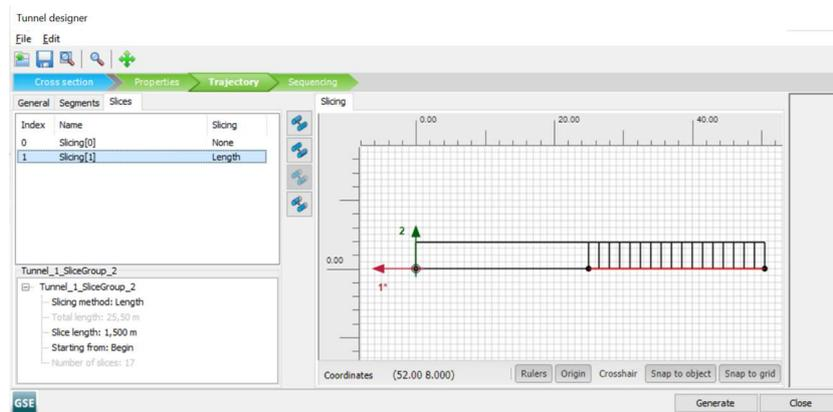 Tunnel designer
File Edit
Cross section Properties Trajectory Sequencing
General Segments Slices
Slicing
Index Name Slicing
0 Slicing[0] None
1 Slicing[1] Length
0.00 20.00 40.00
2
0.00
1*
Tunnel_1_SliceGroup_2
Tunnel_1_SliceGroup_2
Slicing method: Length
Total length: 25,50 m
Slice length: 1,500 m
Starting from: Begin
Number of slices: 17
Coordinates (52.00 8.000) Rulers Origin Crosshair Snap to object Snap to grid
GSE Generate Close